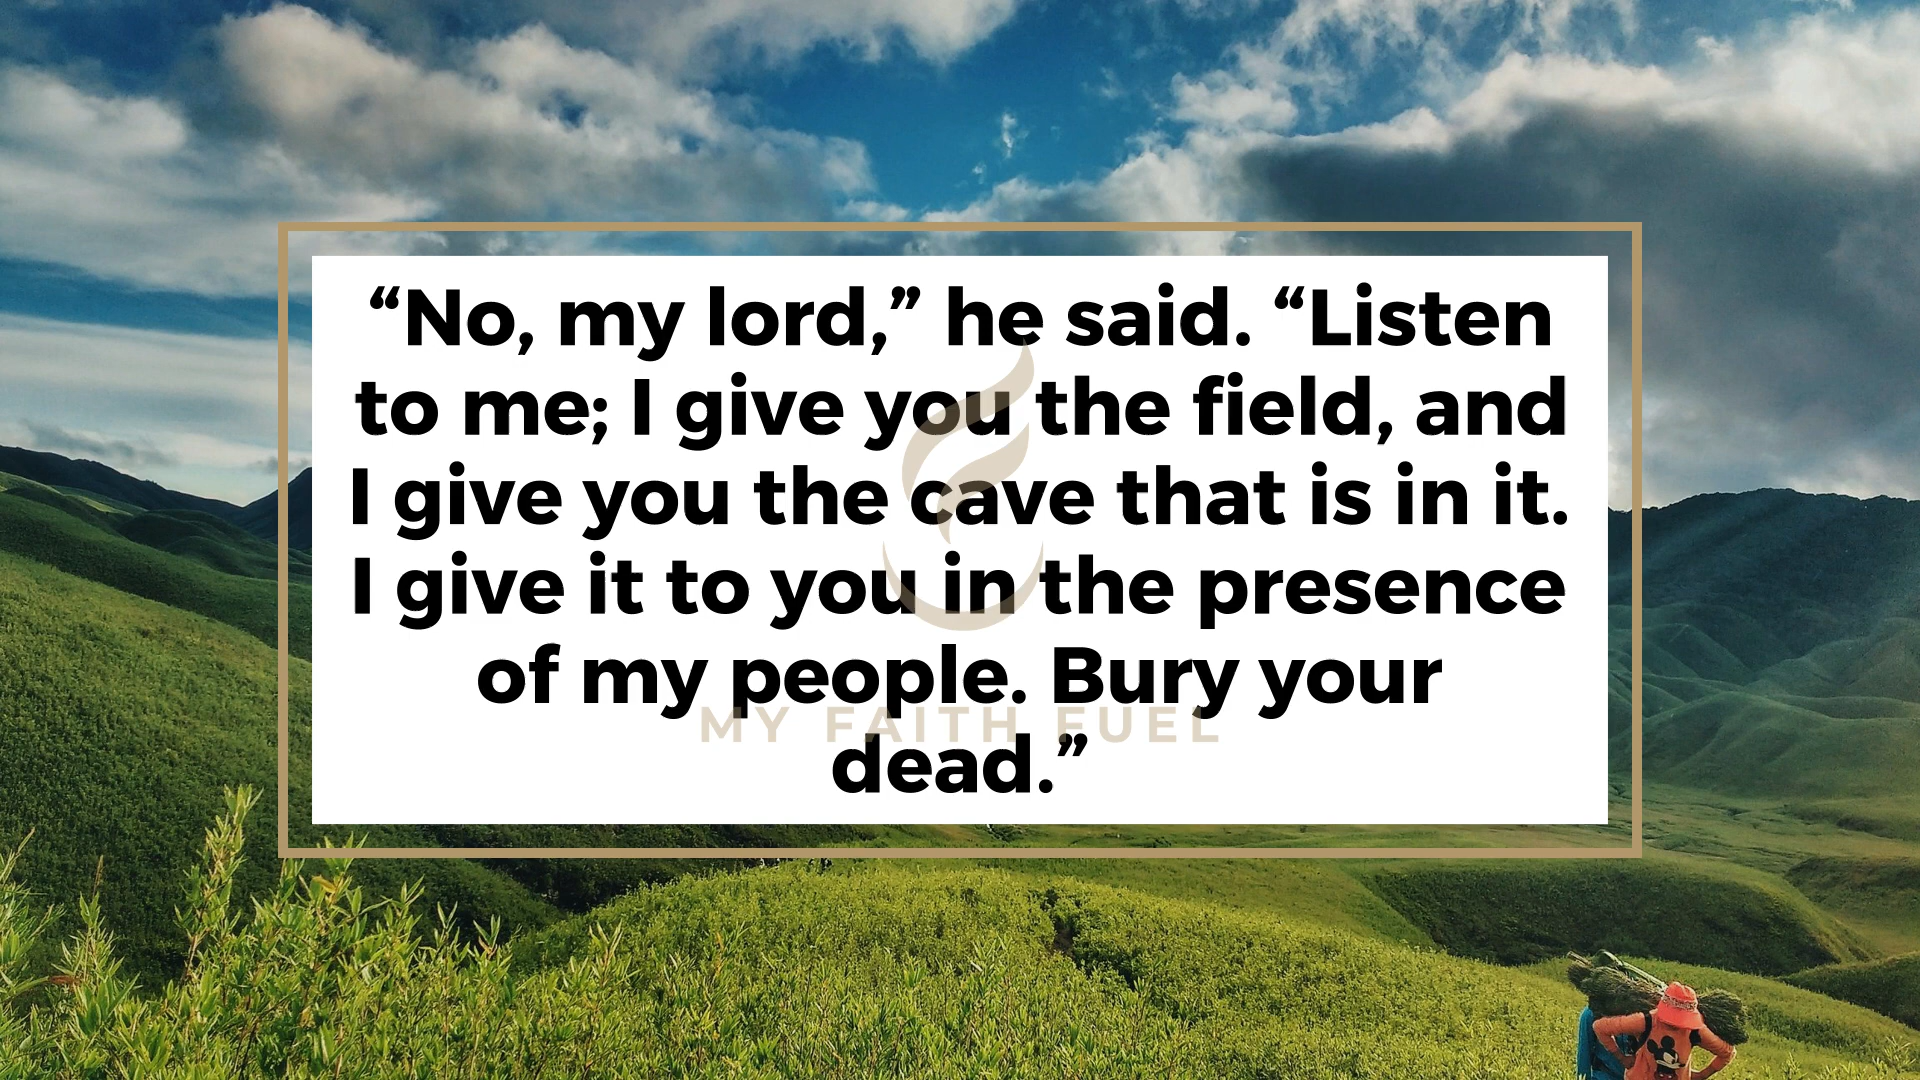 “No, my lord,” he said. “Listen
to me; I give you the field, and
I give you the cave that is in it.
I give it to you in the presence
of my people. Bury your
MY FAITH FUEL
dead.”